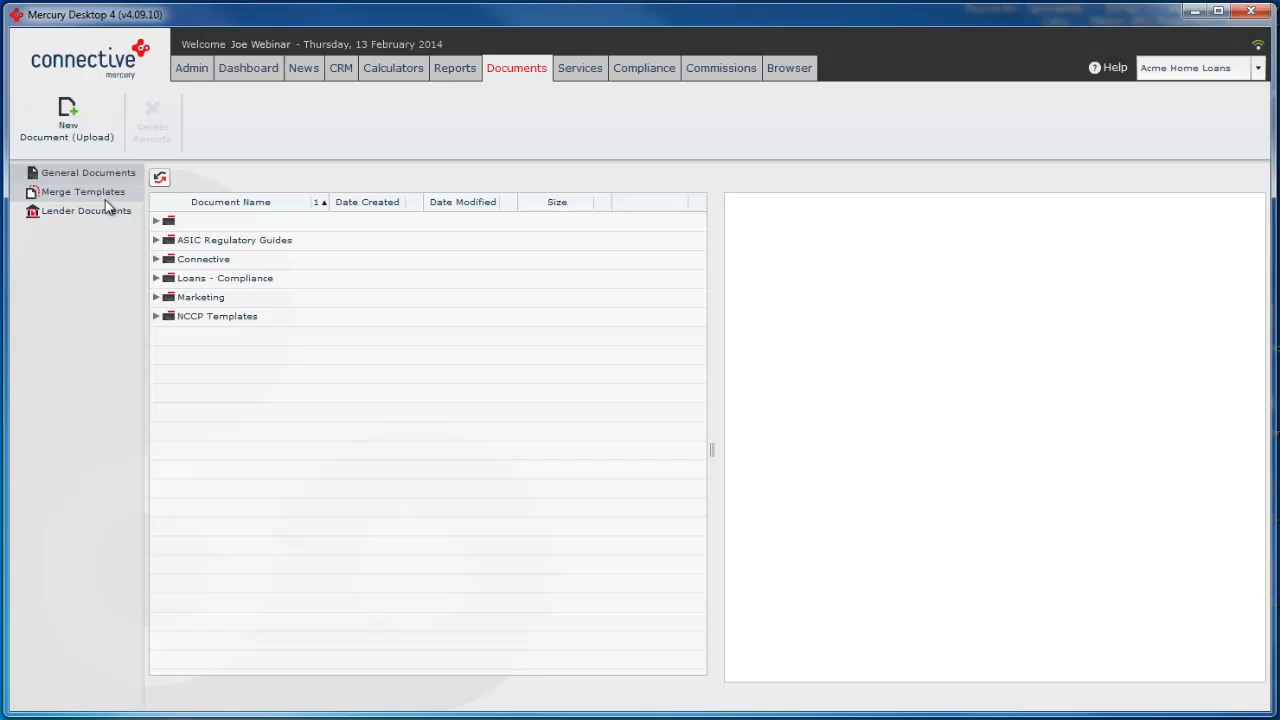 Mercury Desktop 4 (v4.09.10)
connective
mercury
Welcome Joe Webinar - Thursday, 13 February 2014
Admin Dashboard News CRM Calculators Reports Documents Services Compliance Commissions Browser
? Help
Acme Home Loans
New
Document (Upload)
Delete
Records
General Documents
Merge Templates
Lender Documents
Document Name 1 Date Created Date Modified Size
ASIC Regulatory Guides
Connective
Loans - Compliance
Marketing
NCCP Templates